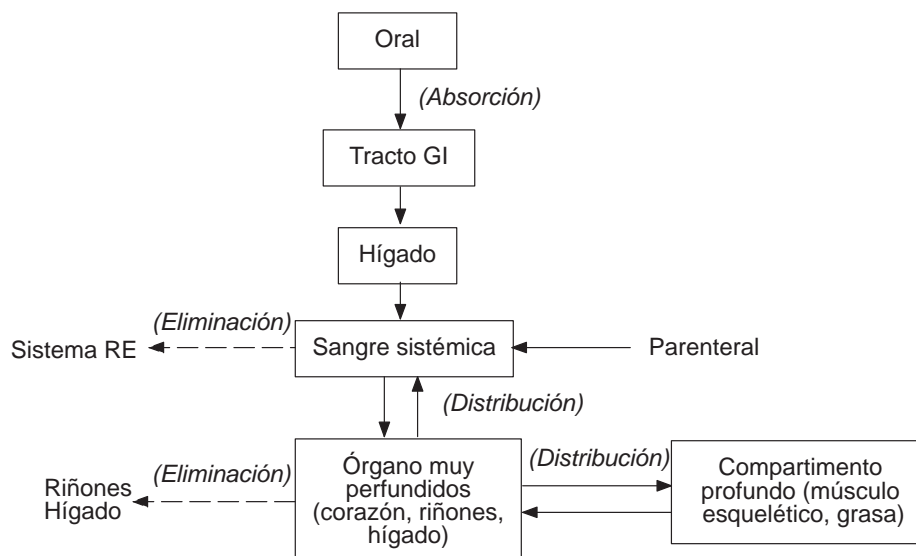 Oral
(Absorción)
Tracto GI
Hígado
(Eliminación)
Sistema RE
Sangre sistémica
Parenteral
(Distribución)
(Eliminación)
Riñones
Hígado
Órgano muy
perfundidos
(corazón, riñones,
hígado)
(Distribución)
Compartimento
profundo (músculo
esquelético, grasa)